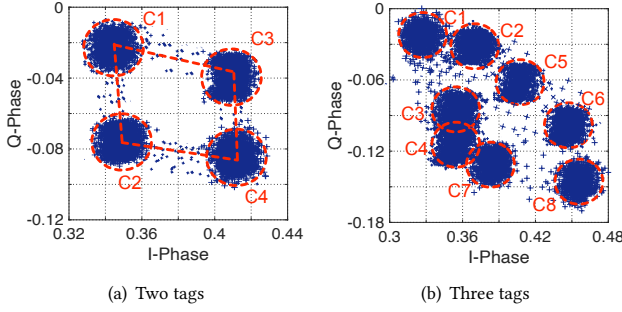 C1
C3
C2
C4
0
-0.04
-0.08
-0.12
0.32
0.36
0.4
0.44
Q-Phase
I-Phase
(a) Two tags
C1
C2
C5
C3
C6
C4
C7
C8
0
-0.06
-0.12
-0.18
0.3
0.36
0.42
0.48
Q-Phase
I-Phase
(b) Three tags